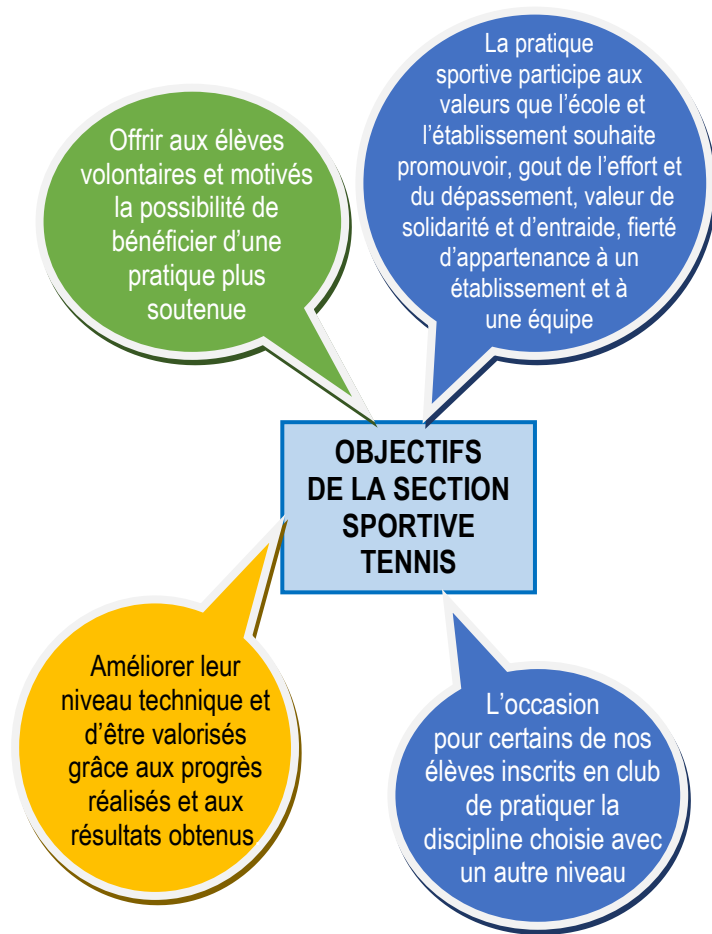 La pratique
sportive participe aux
valeurs que l'école et
l'établissement souhaite
promouvoir, gout de l'effort et
du dépassement, valeur de
solidarité et d'entraide, fierté
d'appartenance à un
établissement et à
une équipe
Offrir aux élèves
volontaires et motivés
la possibilité de
bénéficier d'une
pratique plus
soutenue
OBJECTIFS
DE LA SECTION
SPORTIVE
TENNIS
Améliorer leur
niveau technique et
d'être valorisés
grâce aux progrès
réalisés et aux
résultats obtenus
L'occasion
pour certains de nos
élèves inscrits en club
de pratiquer la
discipline choisie avec
un autre niveau